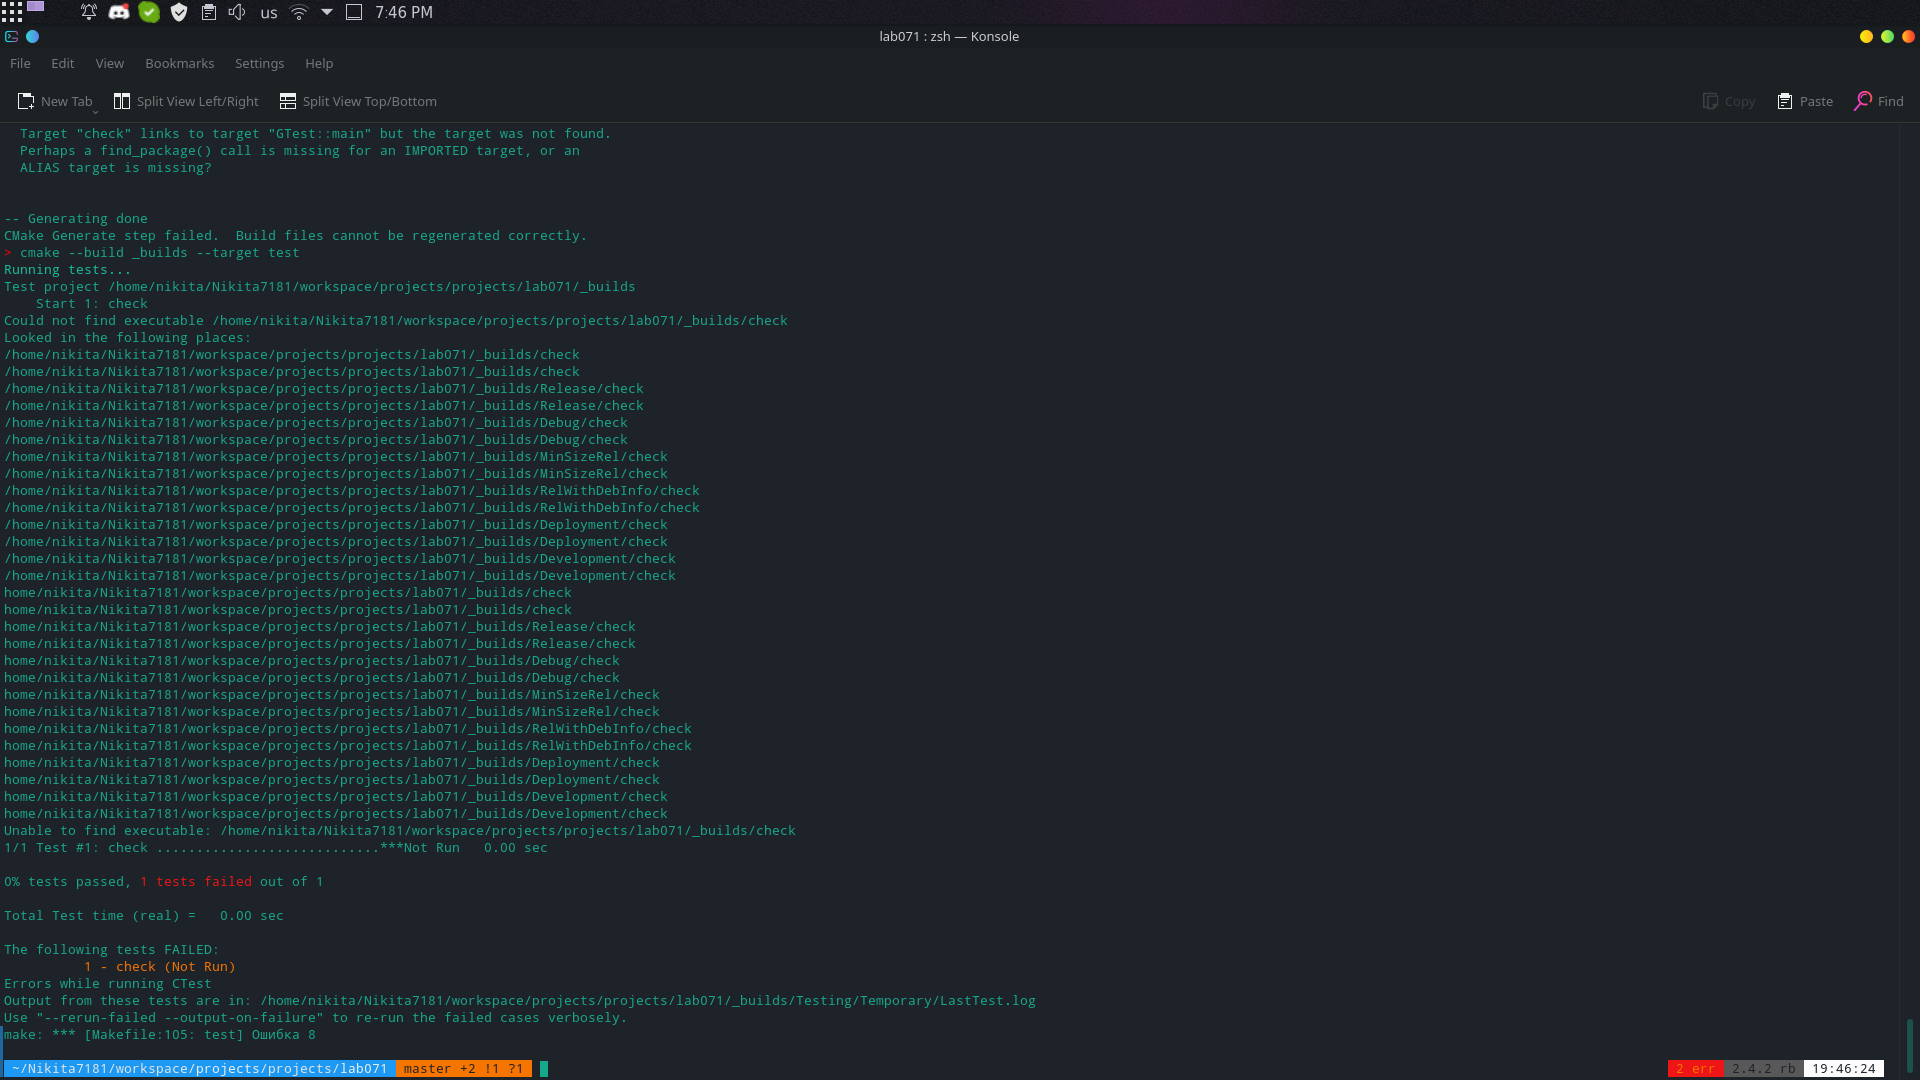 us 7:46 PM
lab071 : zsh — Konsole
File Edit View Bookmarks Settings Help
New Tab Split View Left/Right Split View Top/Bottom Copy Paste Find
Target "check" links to target "GTest::main" but the target was not found.
Perhaps a find_package() call is missing for an IMPORTED target, or an
ALIAS target is missing?
-- Generating done
CMake Generate step failed.  Build files cannot be regenerated correctly.
> cmake --build _builds --target test
Running tests...
Test project /home/nikita/Nikita7181/workspace/projects/projects/lab071/_builds
Start 1: check
Could not find executable /home/nikita/Nikita7181/workspace/projects/projects/lab071/_builds/check
Looked in the following places:
/home/nikita/Nikita7181/workspace/projects/projects/lab071/_builds/check
/home/nikita/Nikita7181/workspace/projects/projects/lab071/_builds/check
/home/nikita/Nikita7181/workspace/projects/projects/lab071/_builds/Release/check
/home/nikita/Nikita7181/workspace/projects/projects/lab071/_builds/Release/check
/home/nikita/Nikita7181/workspace/projects/projects/lab071/_builds/Debug/check
/home/nikita/Nikita7181/workspace/projects/projects/lab071/_builds/Debug/check
/home/nikita/Nikita7181/workspace/projects/projects/lab071/_builds/MinSizeRel/check
/home/nikita/Nikita7181/workspace/projects/projects/lab071/_builds/MinSizeRel/check
/home/nikita/Nikita7181/workspace/projects/projects/lab071/_builds/RelWithDebInfo/check
/home/nikita/Nikita7181/workspace/projects/projects/lab071/_builds/RelWithDebInfo/check
/home/nikita/Nikita7181/workspace/projects/projects/lab071/_builds/Deployment/check
/home/nikita/Nikita7181/workspace/projects/projects/lab071/_builds/Deployment/check
/home/nikita/Nikita7181/workspace/projects/projects/lab071/_builds/Development/check
/home/nikita/Nikita7181/workspace/projects/projects/lab071/_builds/Development/check
home/nikita/Nikita7181/workspace/projects/projects/lab071/_builds/check
home/nikita/Nikita7181/workspace/projects/projects/lab071/_builds/check
home/nikita/Nikita7181/workspace/projects/projects/lab071/_builds/Release/check
home/nikita/Nikita7181/workspace/projects/projects/lab071/_builds/Release/check
home/nikita/Nikita7181/workspace/projects/projects/lab071/_builds/Debug/check
home/nikita/Nikita7181/workspace/projects/projects/lab071/_builds/Debug/check
home/nikita/Nikita7181/workspace/projects/projects/lab071/_builds/MinSizeRel/check
home/nikita/Nikita7181/workspace/projects/projects/lab071/_builds/MinSizeRel/check
home/nikita/Nikita7181/workspace/projects/projects/lab071/_builds/RelWithDebInfo/check
home/nikita/Nikita7181/workspace/projects/projects/lab071/_builds/RelWithDebInfo/check
home/nikita/Nikita7181/workspace/projects/projects/lab071/_builds/Deployment/check
home/nikita/Nikita7181/workspace/projects/projects/lab071/_builds/Deployment/check
home/nikita/Nikita7181/workspace/projects/projects/lab071/_builds/Development/check
home/nikita/Nikita7181/workspace/projects/projects/lab071/_builds/Development/check
Unable to find executable: /home/nikita/Nikita7181/workspace/projects/projects/lab071/_builds/check
1/1 Test #1: check ............................***Not Run   0.00 sec
0% tests passed, 1 tests failed out of 1
Total Test time (real) =   0.00 sec
The following tests FAILED:
1 - check (Not Run)
Errors while running CTest
Output from these tests are in: /home/nikita/Nikita7181/workspace/projects/projects/lab071/_builds/Testing/Temporary/LastTest.log
Use "--rerun-failed --output-on-failure" to re-run the failed cases verbosely.
make: *** [Makefile:105: test] Ошибка 8
~/Nikita7181/workspace/projects/projects/lab071 master +2 !1 ?1 2 err 2.4.2 rb 19:46:24